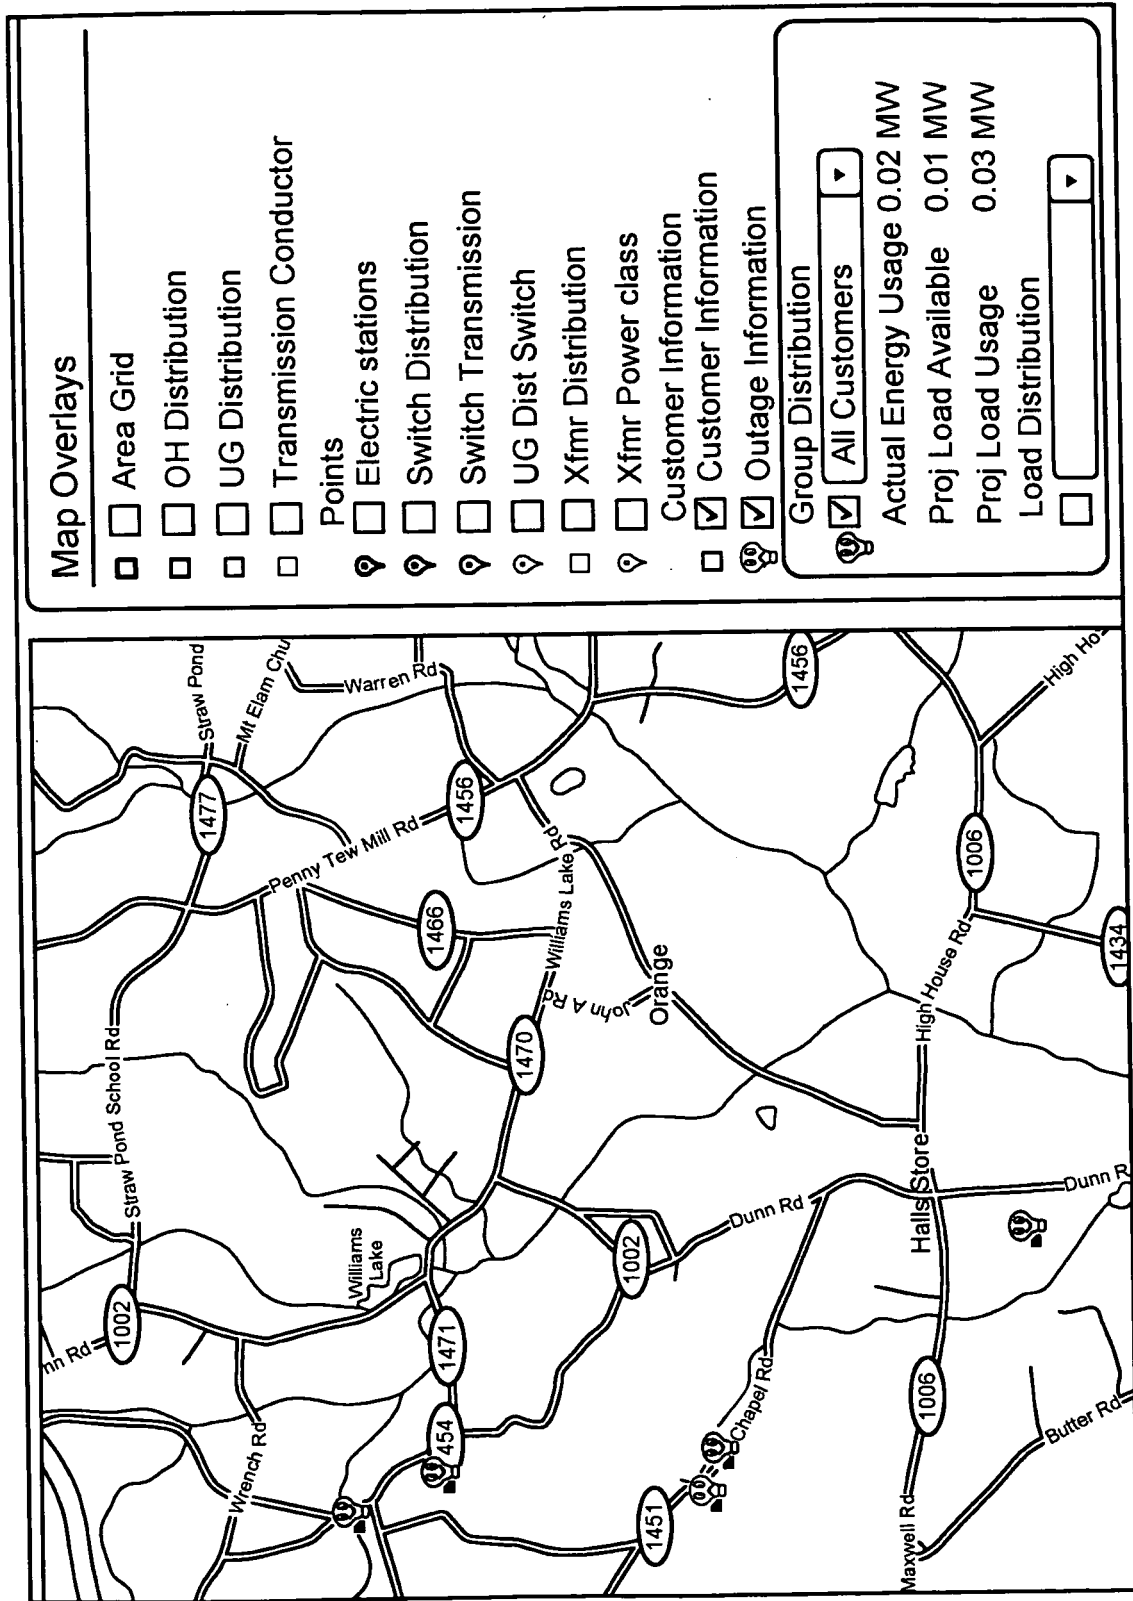 nn Rd
1002
Straw Pond School Rd
1477
Straw Pond
Mt Elam Chu
Wrench Rd
Williams
Lake
Penny Tew Mill Rd
Warren Rd
454
1471
1466
1456
1470
Williams Lake Rd
John A Rd
Orange
1451
1002
Dunn Rd
Chapel Rd
1456
Maxwell Rd
1006
Halls Store
High House Rd
1006
High Ho
Butter Rd
Dunn R
1434
Map Overlays
Area Grid
OH Distribution
UG Distribution
Transmission Conductor
Points
Electric stations
Switch Distribution
Switch Transmission
UG Dist Switch
Xfmr Distribution
Xfmr Power class
Customer Information
Customer Information
Outage Information
Group Distribution
All Customers
Actual Energy Usage 0.02 MW
Proj Load Available 0.01 MW
Proj Load Usage 0.03 MW
Load Distribution